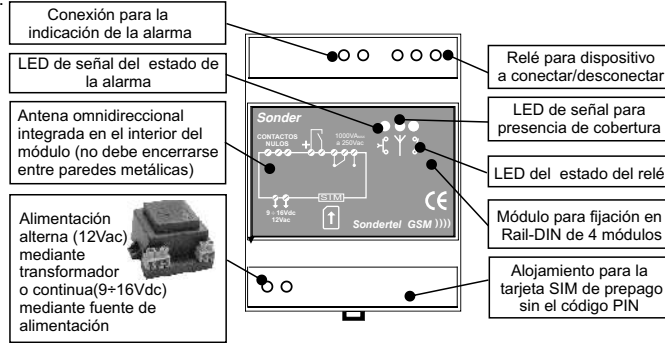 Conexión para la
indicación de la alarma
LED de señal del estado de
la alarma
Antena omnidireccional
integrada en el interior del
módulo (no debe encerrarse
entre paredes metálicas)
Alimentación
alterna (12Vac)
mediante
transformador
o continua(9÷16Vdc)
mediante fuente de
alimentación
Sonder
CONTACTOS
NULOS
+
1000VA
a 250Vac
SIM
9 ÷ 16Vdc
12Vac
CE
Sondertel GSM ))))
Relé para dispositivo
a conectar/desconectar
LED de señal para
presencia de cobertura
LED del estado del relé
Módulo para fijación en
Rail-DIN de 4 módulos
Alojamiento para la
tarjeta SIM de prepago
sin el código PIN